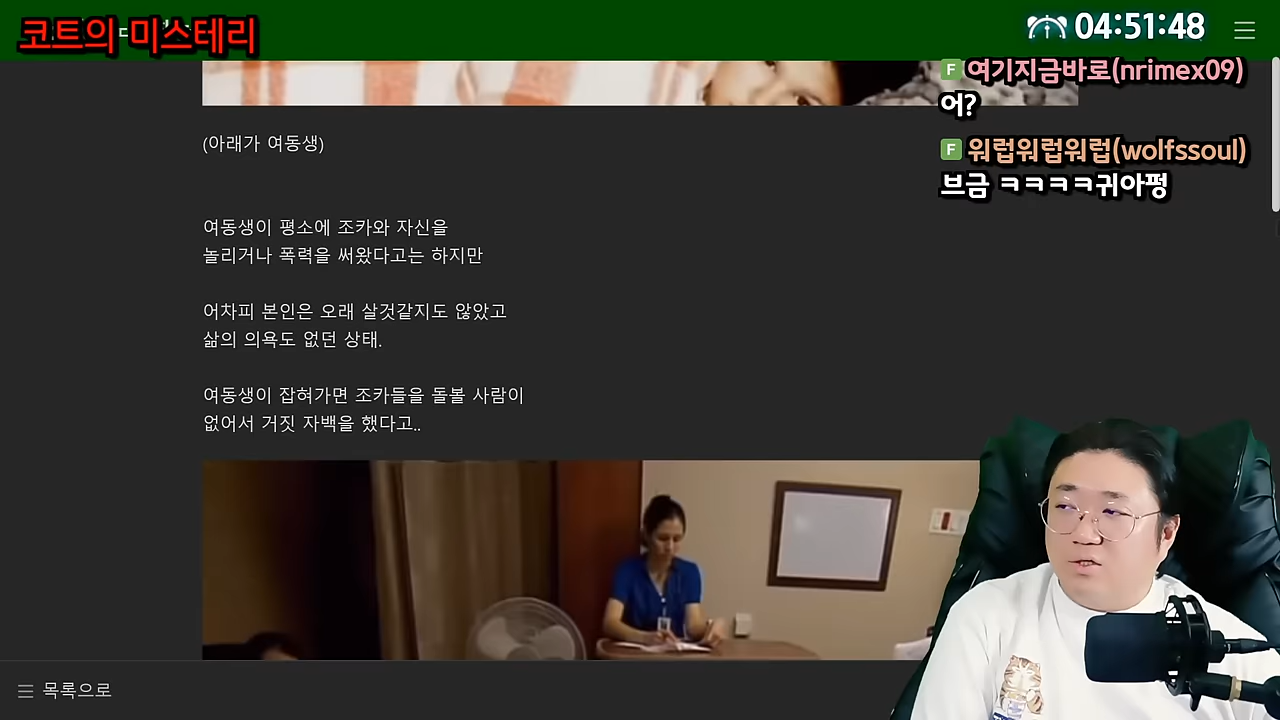 코트의 미스테리
04:51:48
F 여기지금바로(nrimex09)
어?
F 워럽워럽워럽(wolfssoul)
브금 ㅋㅋㅋㅋ귀아펑
(아래가 여동생)
여동생이 평소에 조카와 자신을
놀리거나 폭력을 써왔다고는 하지만
어차피 본인은 오래 살것같지도 않았고
삶의 의욕도 없던 상태.
여동생이 잡혀가면 조카들을 돌볼 사람이
없어서 거짓 자백을 했다고..
목록으로